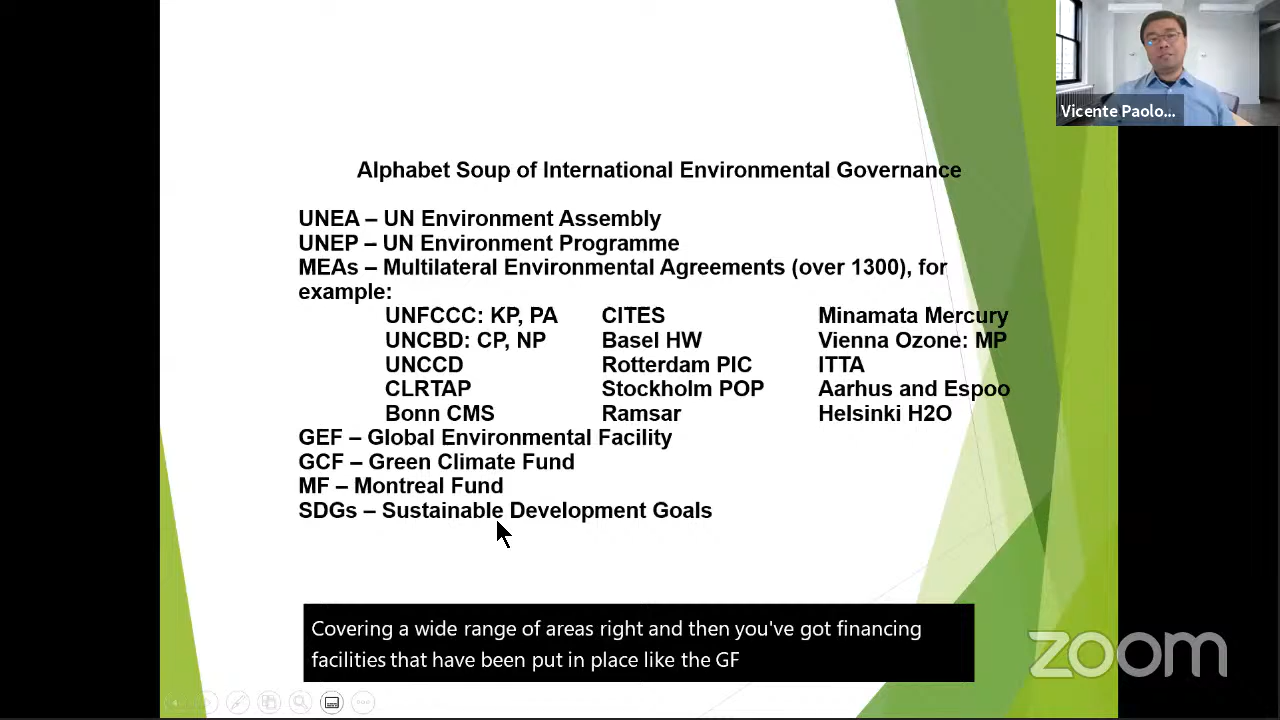 Vicente Paolo...
Alphabet Soup of International Environmental Governance
UNEA – UN Environment Assembly
UNEP – UN Environment Programme
MEAs – Multilateral Environmental Agreements (over 1300), for
example:
UNFCCC: KP, PA CITES Minamata Mercury
UNCBD: CP, NP Basel HW Vienna Ozone: MP
UNCCD Rotterdam PIC ITTA
CLRTAP Stockholm POP Aarhus and Espoo
Bonn CMS Ramsar Helsinki H2O
GEF – Global Environmental Facility
GCF – Green Climate Fund
MF – Montreal Fund
SDGs – Sustainable Development Goals
Covering a wide range of areas right and then you've got financing
facilities that have been put in place like the GF
zoom